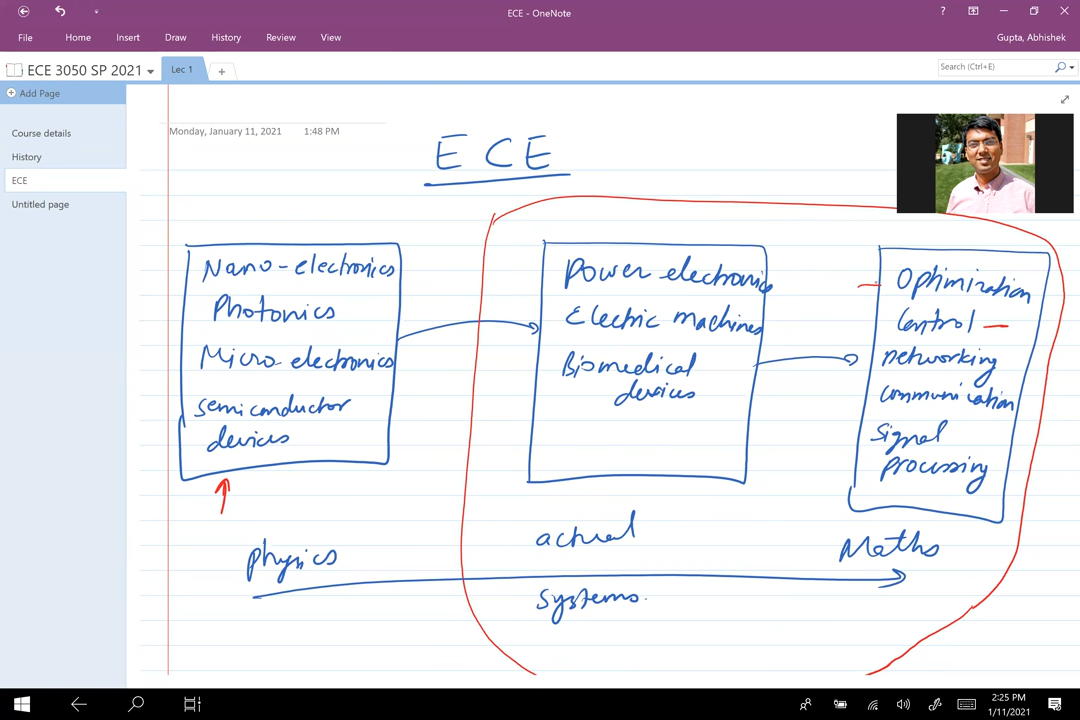 ECE - OneNote
?
File Home Insert Draw History Review View
Gupta, Abhishek
ECE 3050 SP 2021
Lec 1
+
Search (Ctrl+E)
Add Page
Course details
History
ECE
Untitled page
Monday, January 11, 2021 1:48 PM
ECE
Nano-electronics
Photonics
Micro-electronics
semiconductor
devices
Power electronics
Electric machines
Biomedical
devices
Optimization
Control
networking
communication
Signal
processing
physics
actual
systems.
Maths
2:25 PM
1/11/2021